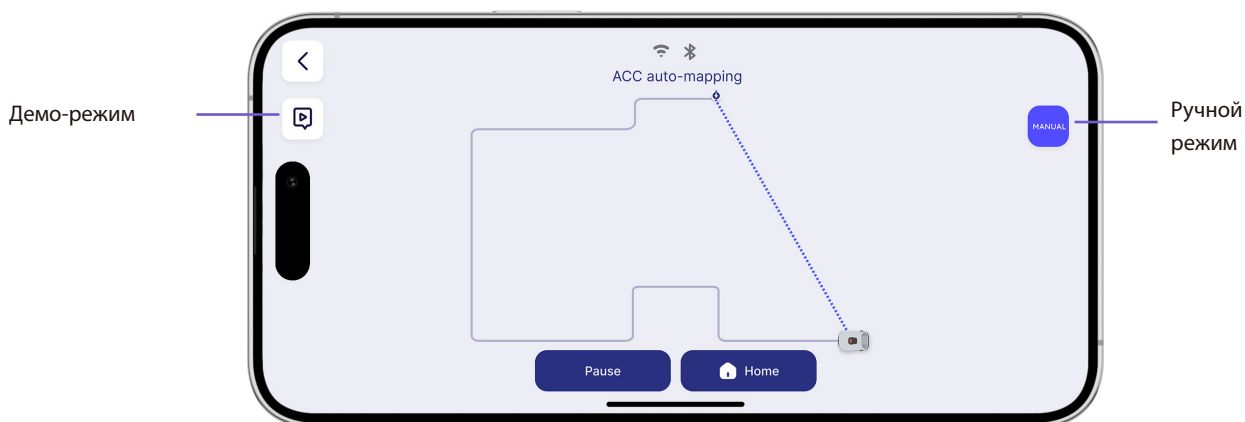 ACC auto-mapping
Демо-режим
Ручной
режим
MANUAL
Pause
Home